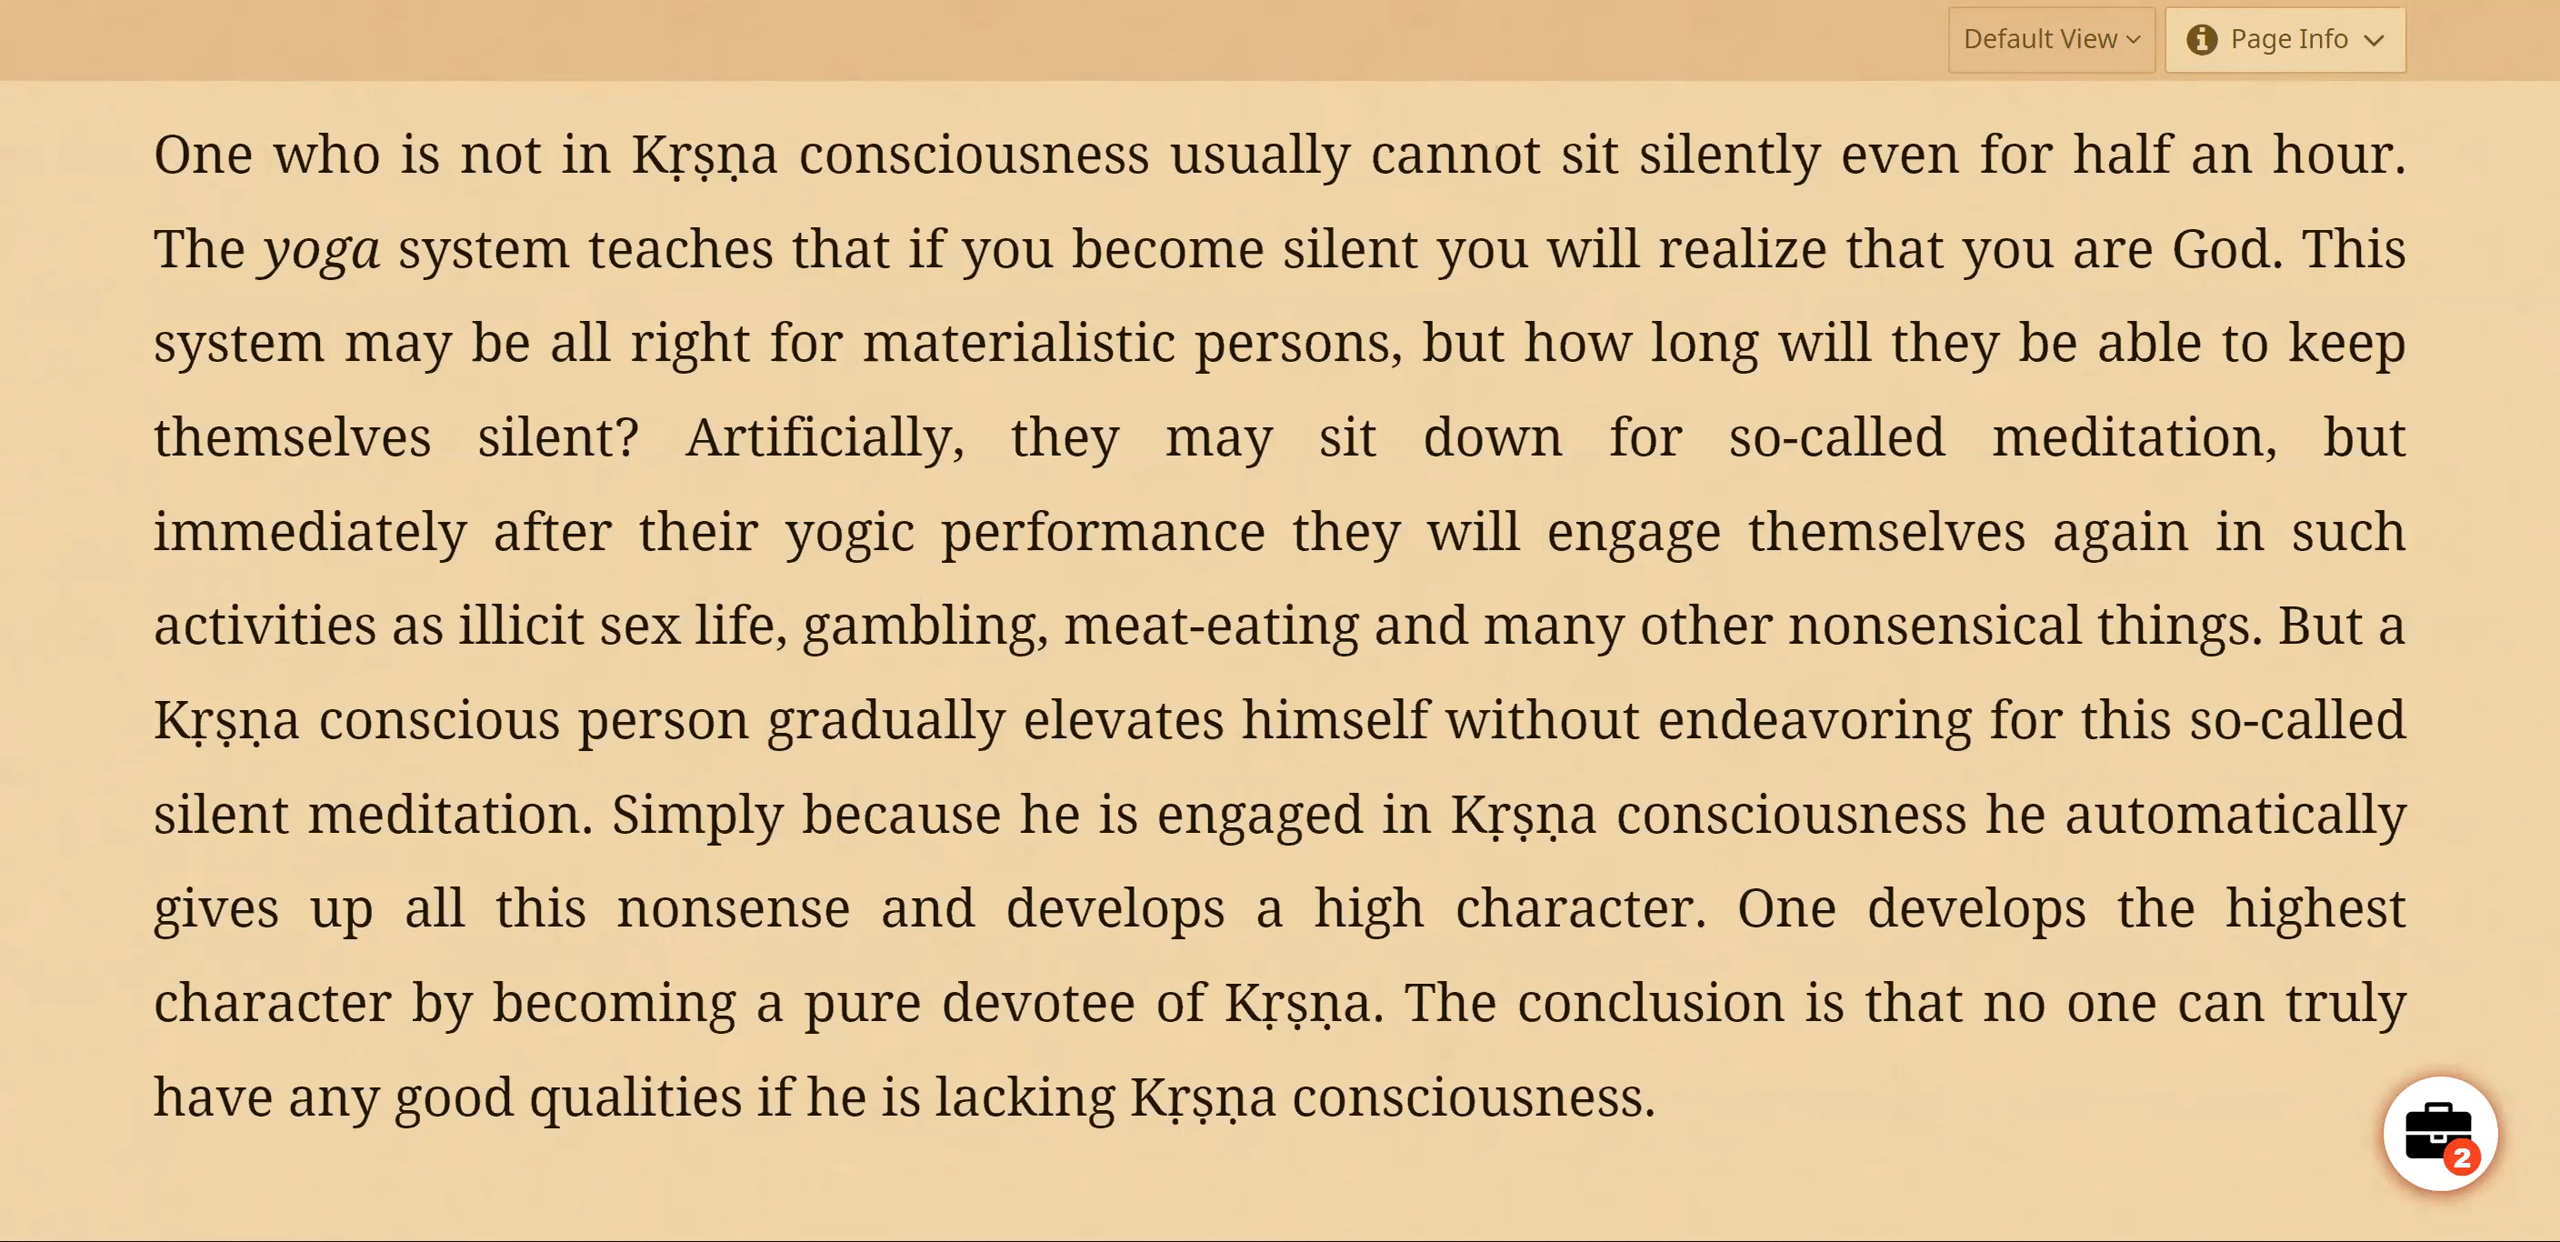 Default View
Page Info
One who is not in Kṛṣṇa consciousness usually cannot sit silently even for half an hour.
The yoga system teaches that if you become silent you will realize that you are God. This
system may be all right for materialistic persons, but how long will they be able to keep
themselves silent? Artificially, they may sit down for so-called meditation, but
immediately after their yogic performance they will engage themselves again in such
activities as illicit sex life, gambling, meat-eating and many other nonsensical things. But a
Kṛṣṇa conscious person gradually elevates himself without endeavoring for this so-called
silent meditation. Simply because he is engaged in Kṛṣṇa consciousness he automatically
gives up all this nonsense and develops a high character. One develops the highest
character by becoming a pure devotee of Kṛṣṇa. The conclusion is that no one can truly
have any good qualities if he is lacking Kṛṣṇa consciousness.
2